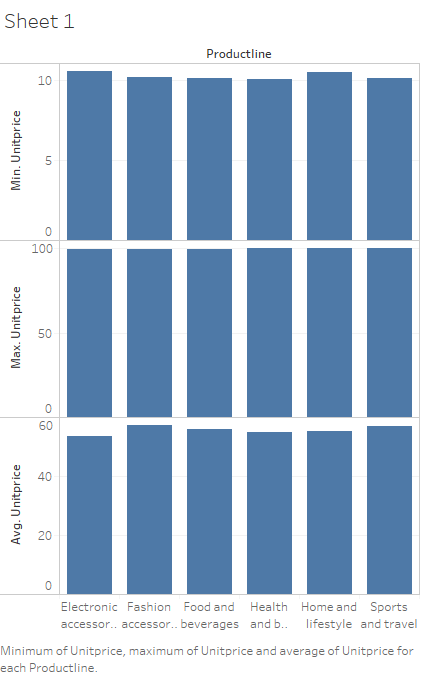 Sheet 1
Productline
Min. Unitprice
10
5
0
Max. Unitprice
100
50
0
Avg. Unitprice
60
40
20
0
Electronic accessor..
Fashion accessor..
Food and beverages
Health and b..
Home and lifestyle
Sports and travel
Minimum of Unitprice, maximum of Unitprice and average of Unitprice for
each Productline.